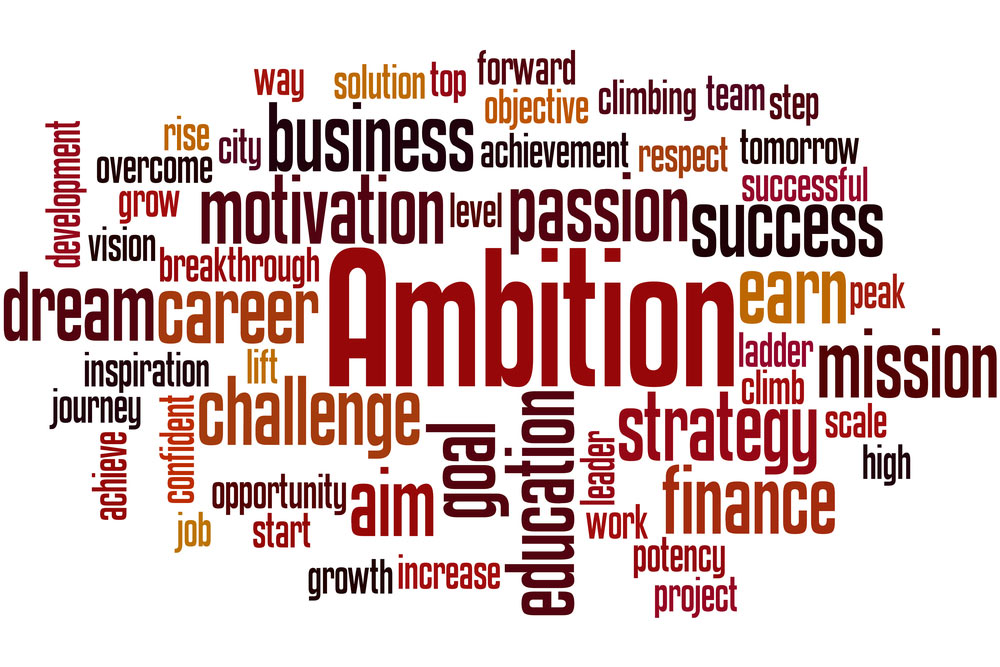 way
solution
top
forward
objective
climbing
team
step
rise
city
business
achievement
respect
tomorrow
development
overcome
grow
motivation
level
passion
successful
success
vision
breakthrough
dream
career
Ambition
earn
peak
inspiration
lift
ladder
mission
journey
confident
challenge
climb
strategy
scale
achieve
goal
education
leader
high
opportunity
aim
finance
job
start
work
potency
growth
increase
project